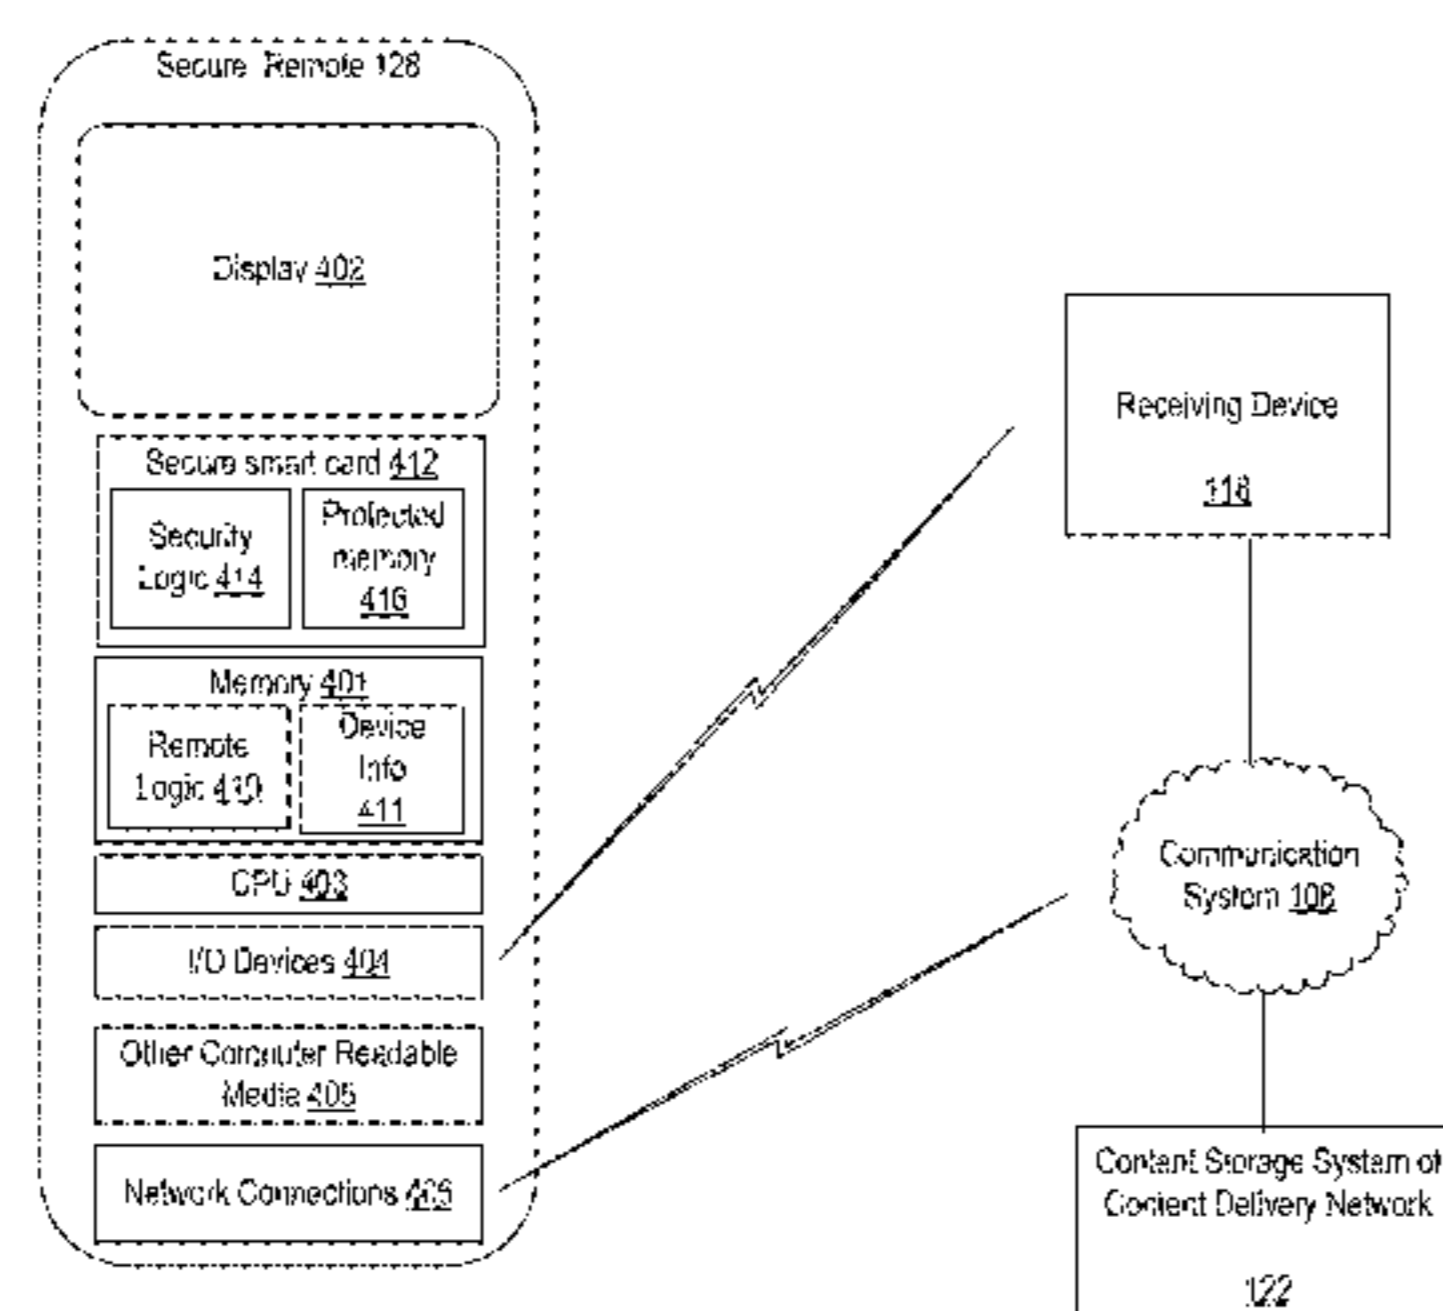 Secure Remote 128
Display 402
Secure smart card 412
Security
Logic 414
Protected
memory
416
Memory 401
Remote
Logic 410
Device
Info
411
CPU 403
I/O Devices 404
Other Computer Readable
Media 405
Network Connections 406
Receiving Device
118
Communication
System 108
Content Storage System of
Content Delivery Network
122